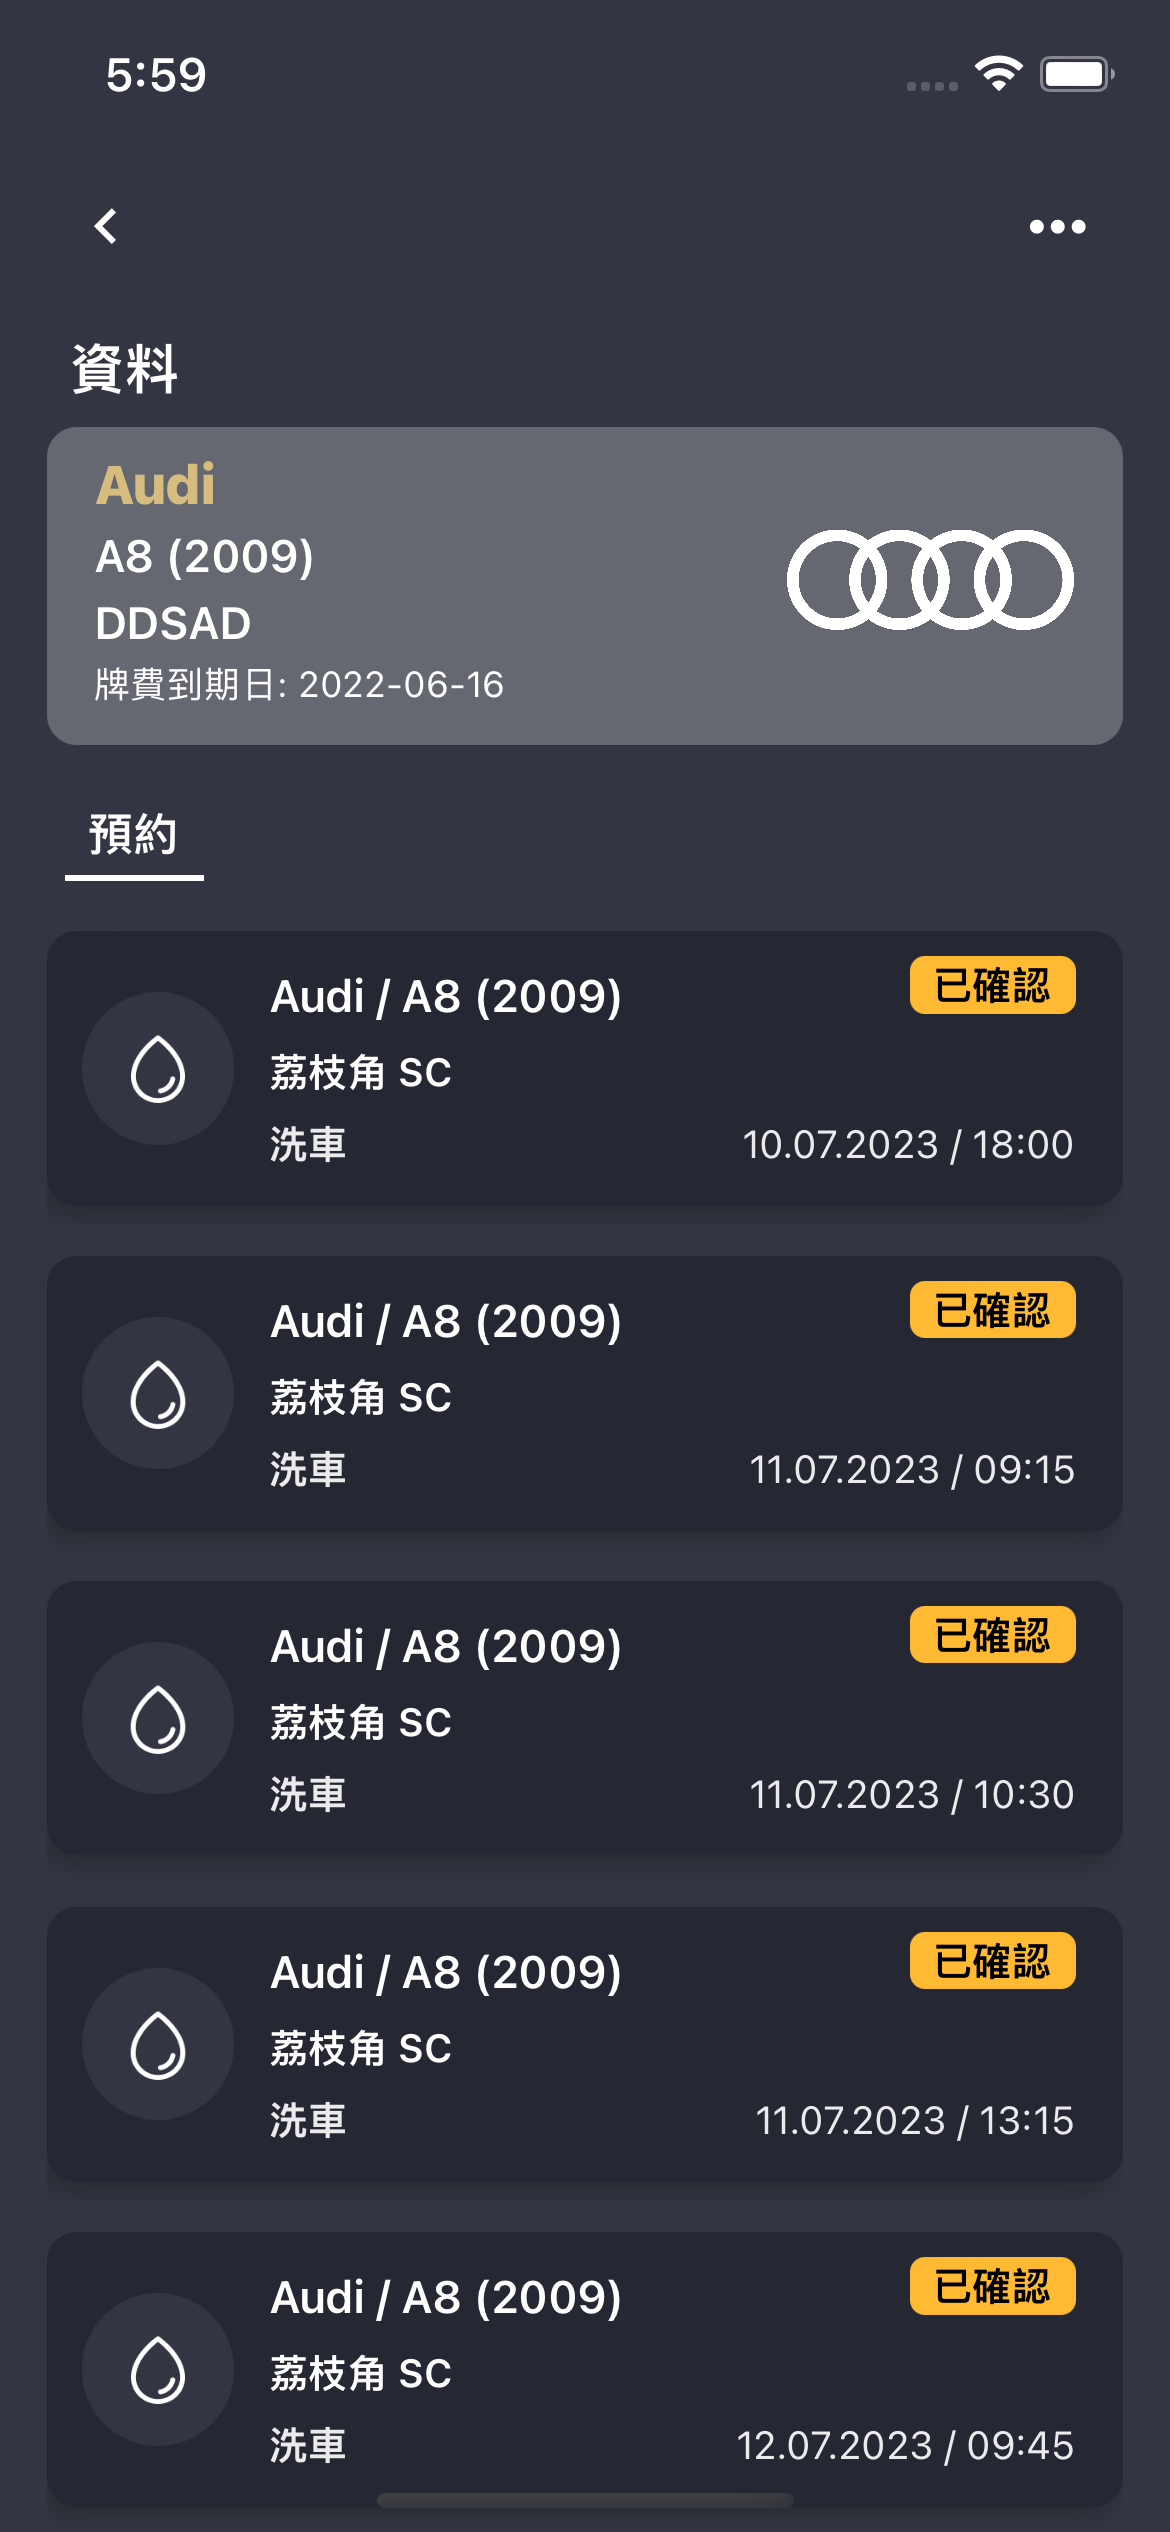 5:59
資料
Audi
A8 (2009)
DDSAD
牌費到期日: 2022-06-16
預約
Audi / A8 (2009)
已確認
荔枝角 SC
洗車
10.07.2023 / 18:00
Audi / A8 (2009)
已確認
荔枝角 SC
洗車
11.07.2023 / 09:15
Audi / A8 (2009)
已確認
荔枝角 SC
洗車
11.07.2023 / 10:30
Audi / A8 (2009)
已確認
荔枝角 SC
洗車
11.07.2023 / 13:15
Audi / A8 (2009)
已確認
荔枝角 SC
洗車
12.07.2023 / 09:45